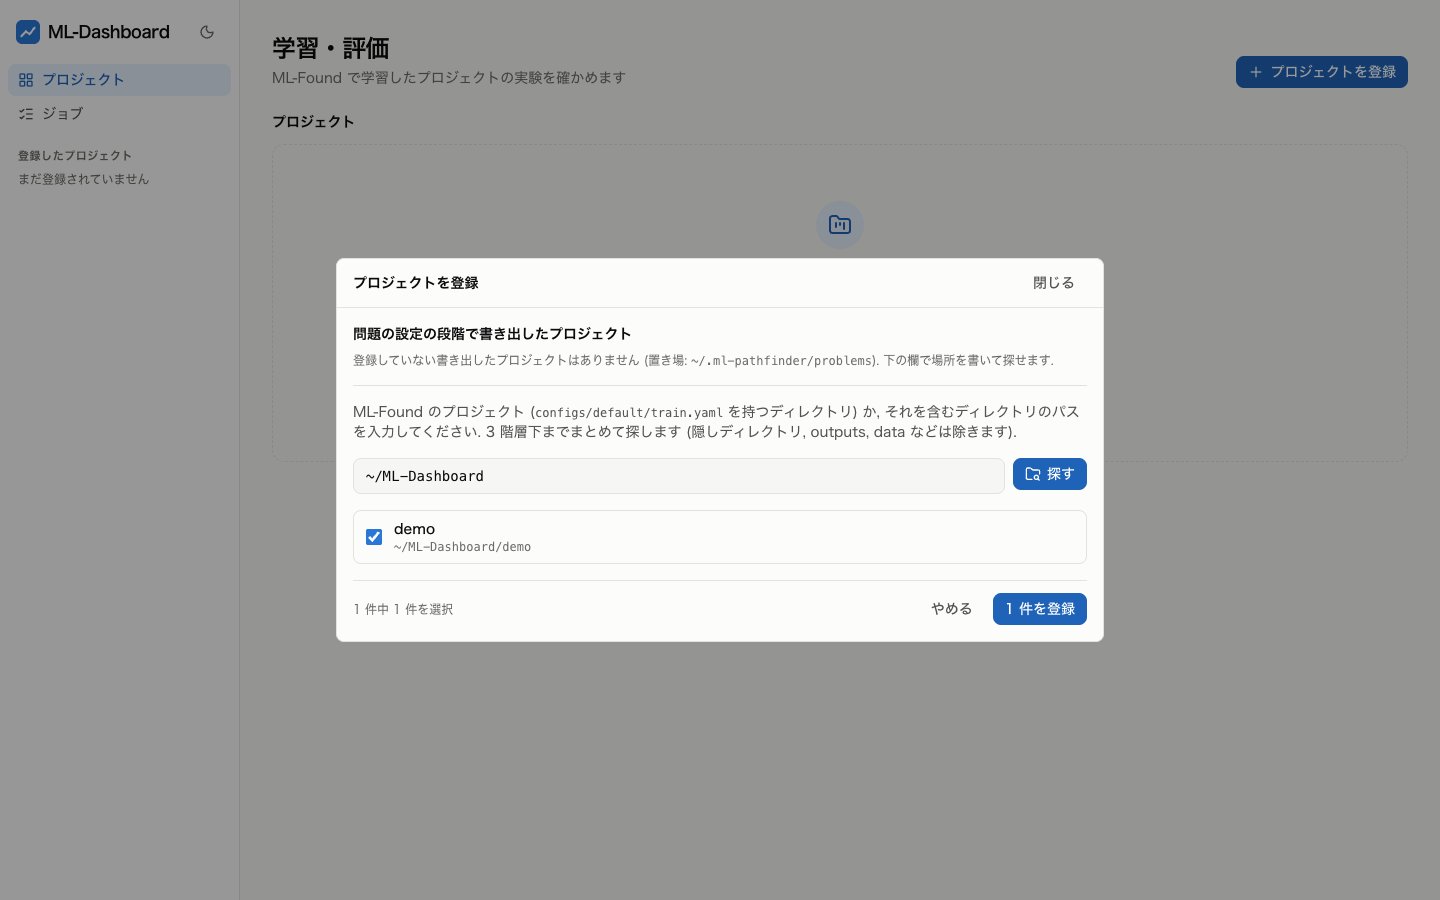 ML-Dashboard
プロジェクト
ジョブ
登録したプロジェクト
まだ登録されていません
学習・評価
ML-Found で学習したプロジェクトの実験を確かめます
+ プロジェクトを登録
プロジェクト
プロジェクトを登録
閉じる
問題の設定の段階で書き出したプロジェクト
登録していない書き出したプロジェクトはありません (置き場: ~/.ml-pathfinder/problems). 下の欄で場所を書いて探せます.
ML-Found のプロジェクト (configs/default/train.yaml を持つディレクトリ) か, それを含むディレクトリのパス
を入力してください. 3 階層下までまとめて探します (隠しディレクトリ, outputs, data などは除きます).
~/ML-Dashboard
探す
demo
~/ML-Dashboard/demo
1 件中 1 件を選択
やめる
1 件を登録